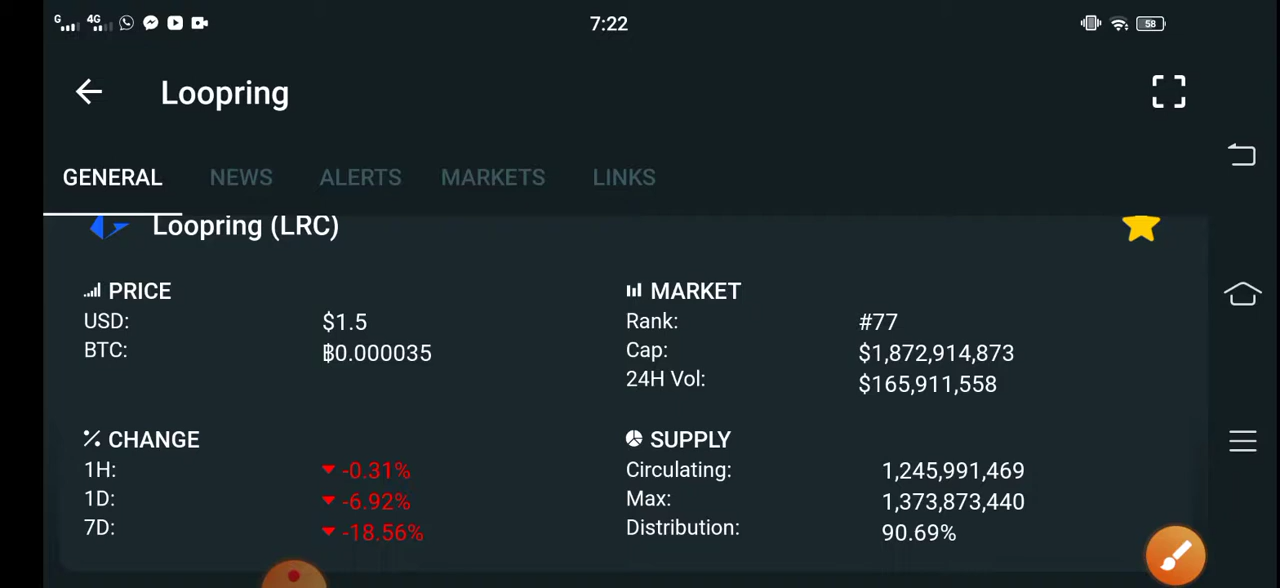 G 4G 7:22 58
Loopring
GENERAL NEWS ALERTS MARKETS LINKS
Loopring (LRC)
PRICE
USD: $1.5
BTC: ฿0.000035
MARKET
Rank: #77
Cap: $1,872,914,873
24H Vol: $165,911,558
CHANGE
1H: -0.31%
1D: -6.92%
7D: -18.56%
SUPPLY
Circulating: 1,245,991,469
Max: 1,373,873,440
Distribution: 90.69%